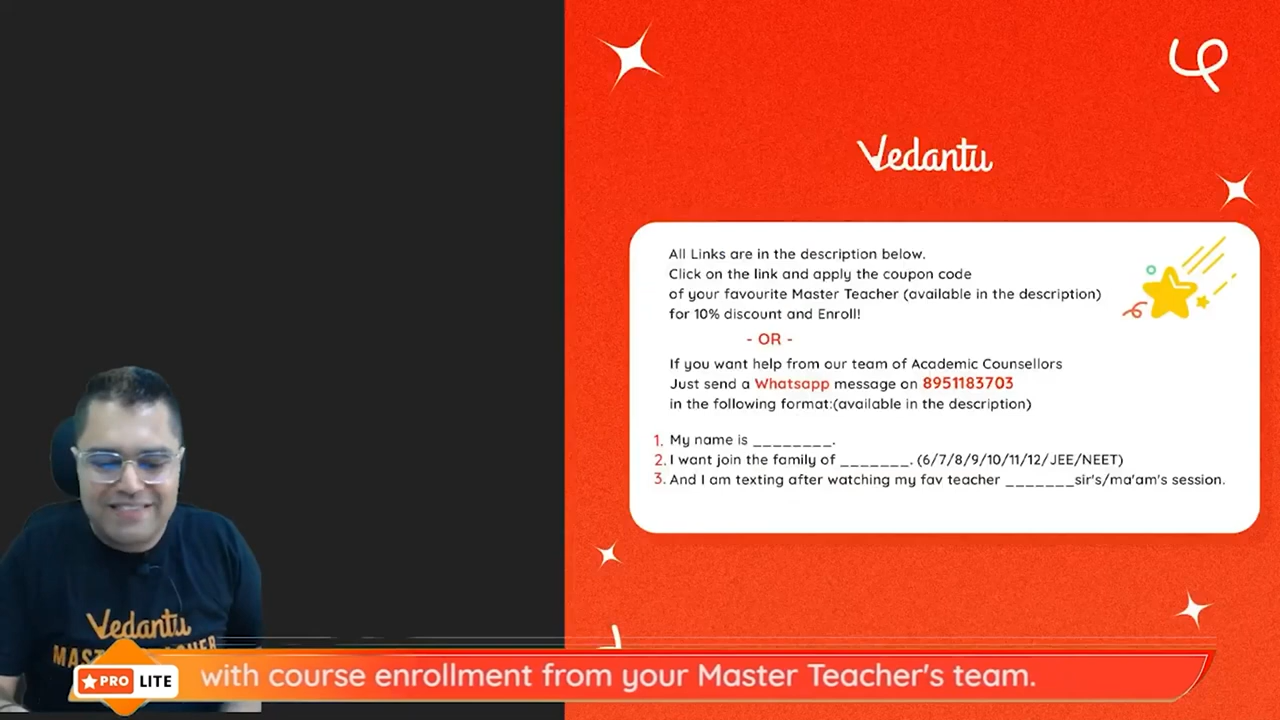 Vedantu
All Links are in the description below.
Click on the link and apply the coupon code
of your favourite Master Teacher (available in the description)
for 10% discount and Enroll!
- OR -
If you want help from our team of Academic Counsellors
Just send a Whatsapp message on 8951183703
in the following format:(available in the description)
1. My name is ________.
2. I want join the family of _______. (6/7/8/9/10/11/12/JEE/NEET)
3. And I am texting after watching my fav teacher _______sir's/ma'am's session.
Vedantu
PRO LITE
with course enrollment from your Master Teacher's team.